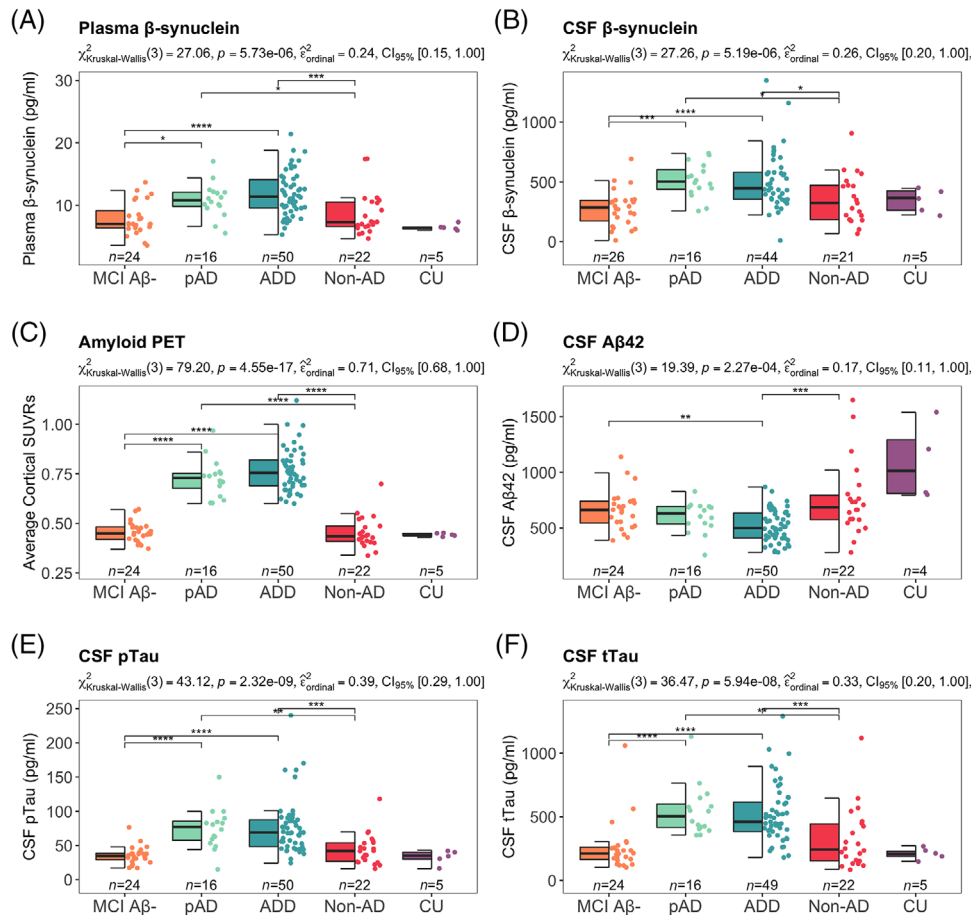 (A)
Plasma β-synuclein
χ²Kruskal-Wallis(3) = 27.06, p = 5.73e-06, ε̂²ordinal = 0.24, CI95% [0.15, 1.00]
Plasma β-synuclein (pg/ml)
30
20
10
***
*
****
*
n=24 n=16 n=50 n=22 n=5
MCI Aβ- pAD ADD Non-AD CU
(B)
CSF β-synuclein
χ²Kruskal-Wallis(3) = 27.26, p = 5.19e-06, ε̂²ordinal = 0.26, CI95% [0.20, 1.00],
CSF β-synuclein (pg/ml)
1000
500
0
*
*
****
***
n=26 n=16 n=44 n=21 n=5
MCI Aβ- pAD ADD Non-AD CU
(C)
Amyloid PET
χ²Kruskal-Wallis(3) = 79.20, p = 4.55e-17, ε̂²ordinal = 0.71, CI95% [0.68, 1.00]
Average Cortical SUVRs
1.00
0.75
0.50
0.25
****
****
****
****
n=24 n=16 n=50 n=22 n=5
MCI Aβ- pAD ADD Non-AD CU
(D)
CSF Aβ42
χ²Kruskal-Wallis(3) = 19.39, p = 2.27e-04, ε̂²ordinal = 0.17, CI95% [0.11, 1.00],
CSF Aβ42 (pg/ml)
1500
1000
500
***
**
n=24 n=16 n=50 n=22 n=4
MCI Aβ- pAD ADD Non-AD CU
(E)
CSF pTau
χ²Kruskal-Wallis(3) = 43.12, p = 2.32e-09, ε̂²ordinal = 0.39, CI95% [0.29, 1.00]
CSF pTau (pg/ml)
250
200
150
100
50
0
***
**
****
****
n=24 n=16 n=50 n=22 n=5
MCI Aβ- pAD ADD Non-AD CU
(F)
CSF tTau
χ²Kruskal-Wallis(3) = 36.47, p = 5.94e-08, ε̂²ordinal = 0.33, CI95% [0.20, 1.00],
CSF tTau (pg/ml)
1000
500
0
***
**
****
****
n=24 n=16 n=49 n=22 n=5
MCI Aβ- pAD ADD Non-AD CU